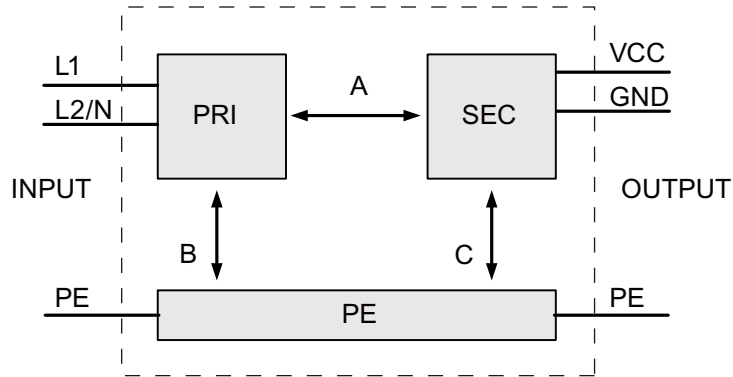 L1
L2/N
INPUT
PRI
A
SEC
VCC
GND
OUTPUT
B
C
PE
PE
PE